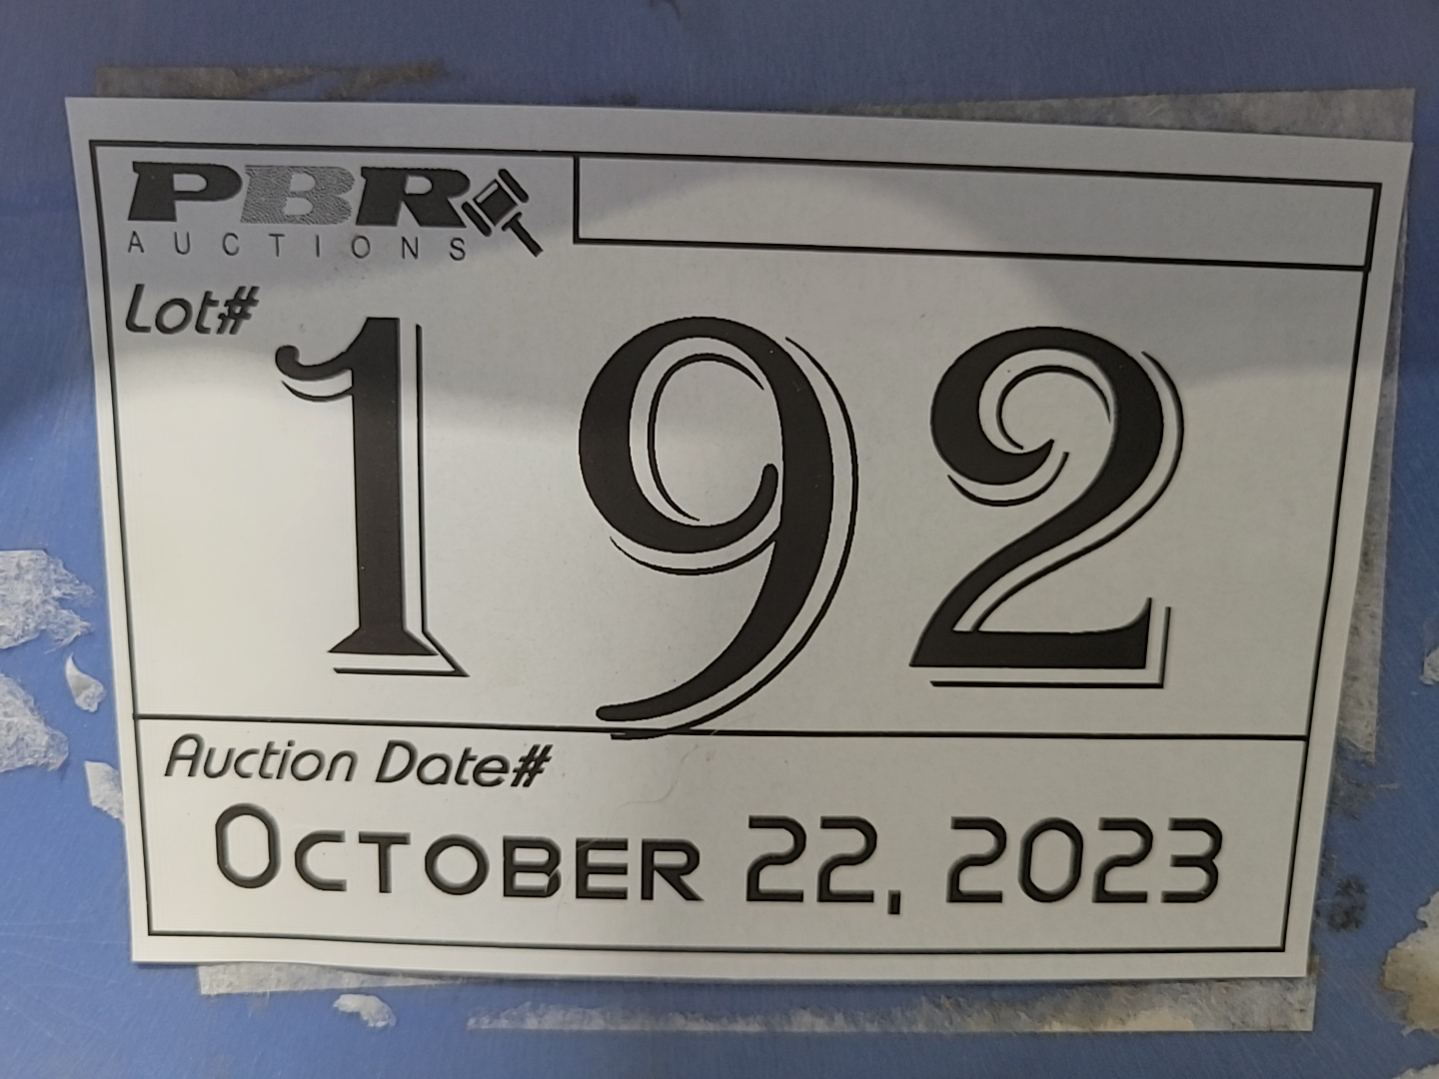 PBR
AUCTIONS
Lot#
192
Auction Date#
October 22, 2023